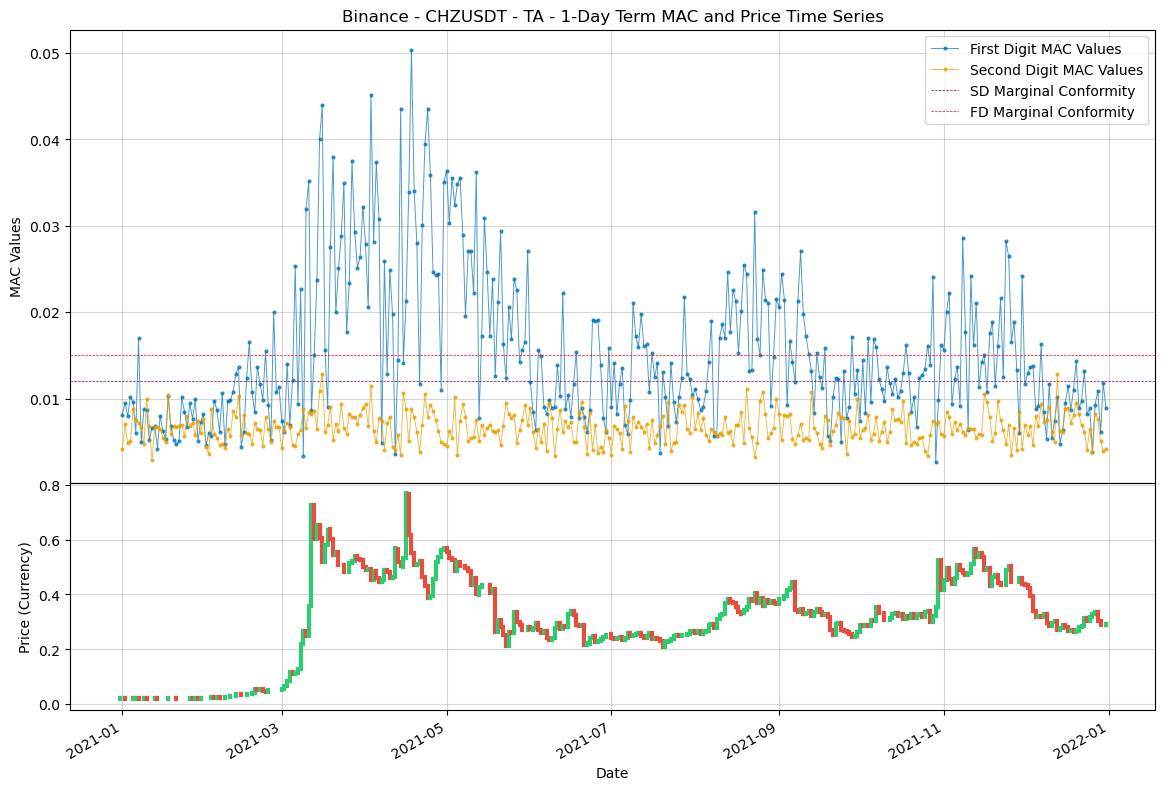 Binance - CHZUSDT - TA - 1-Day Term MAC and Price Time Series
First Digit MAC Values
Second Digit MAC Values
SD Marginal Conformity
FD Marginal Conformity
MAC Values
0.05
0.04
0.03
0.02
0.01
Price (Currency)
0.8
0.6
0.4
0.2
0.0
2021-01
2021-03
2021-05
2021-07
2021-09
2021-11
2022-01
Date